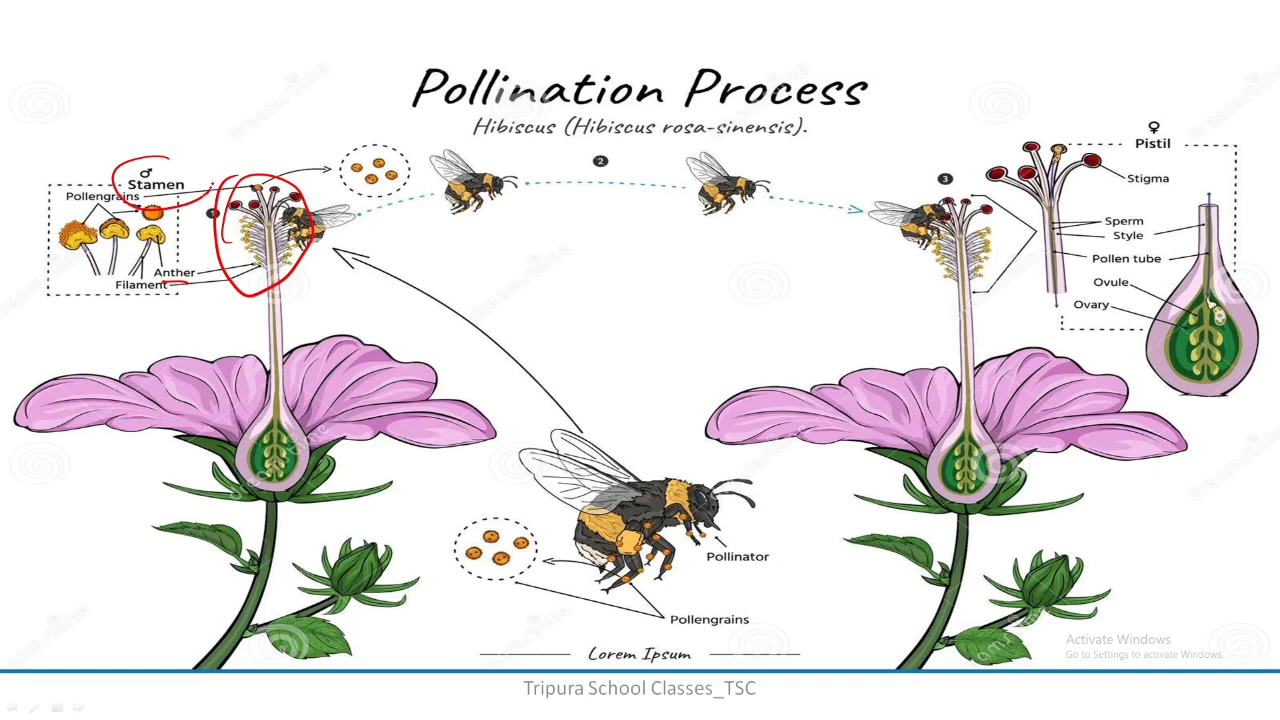 Pollination Process
Hibiscus (Hibiscus rosa-sinensis).
♂
Stamen
Pollengrains
Anther
Filament
1
2
3
♀
Pistil
Stigma
Sperm
Style
Pollen tube
Ovule
Ovary
Pollinator
Pollengrains
Lorem Ipsum
Activate Windows
Go to Settings to activate Windows.
Tripura School Classes_TSC